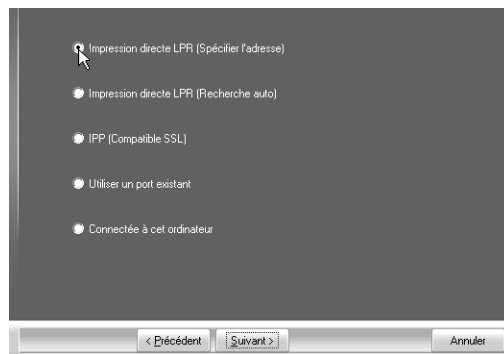 Impression directe LPR (Spécifier l'adresse)
Impression directe LPR (Recherche auto)
IPP (Compatible SSL)
Utiliser un port existant
Connectée à cet ordinateur
< Précédent Suivant > Annuler